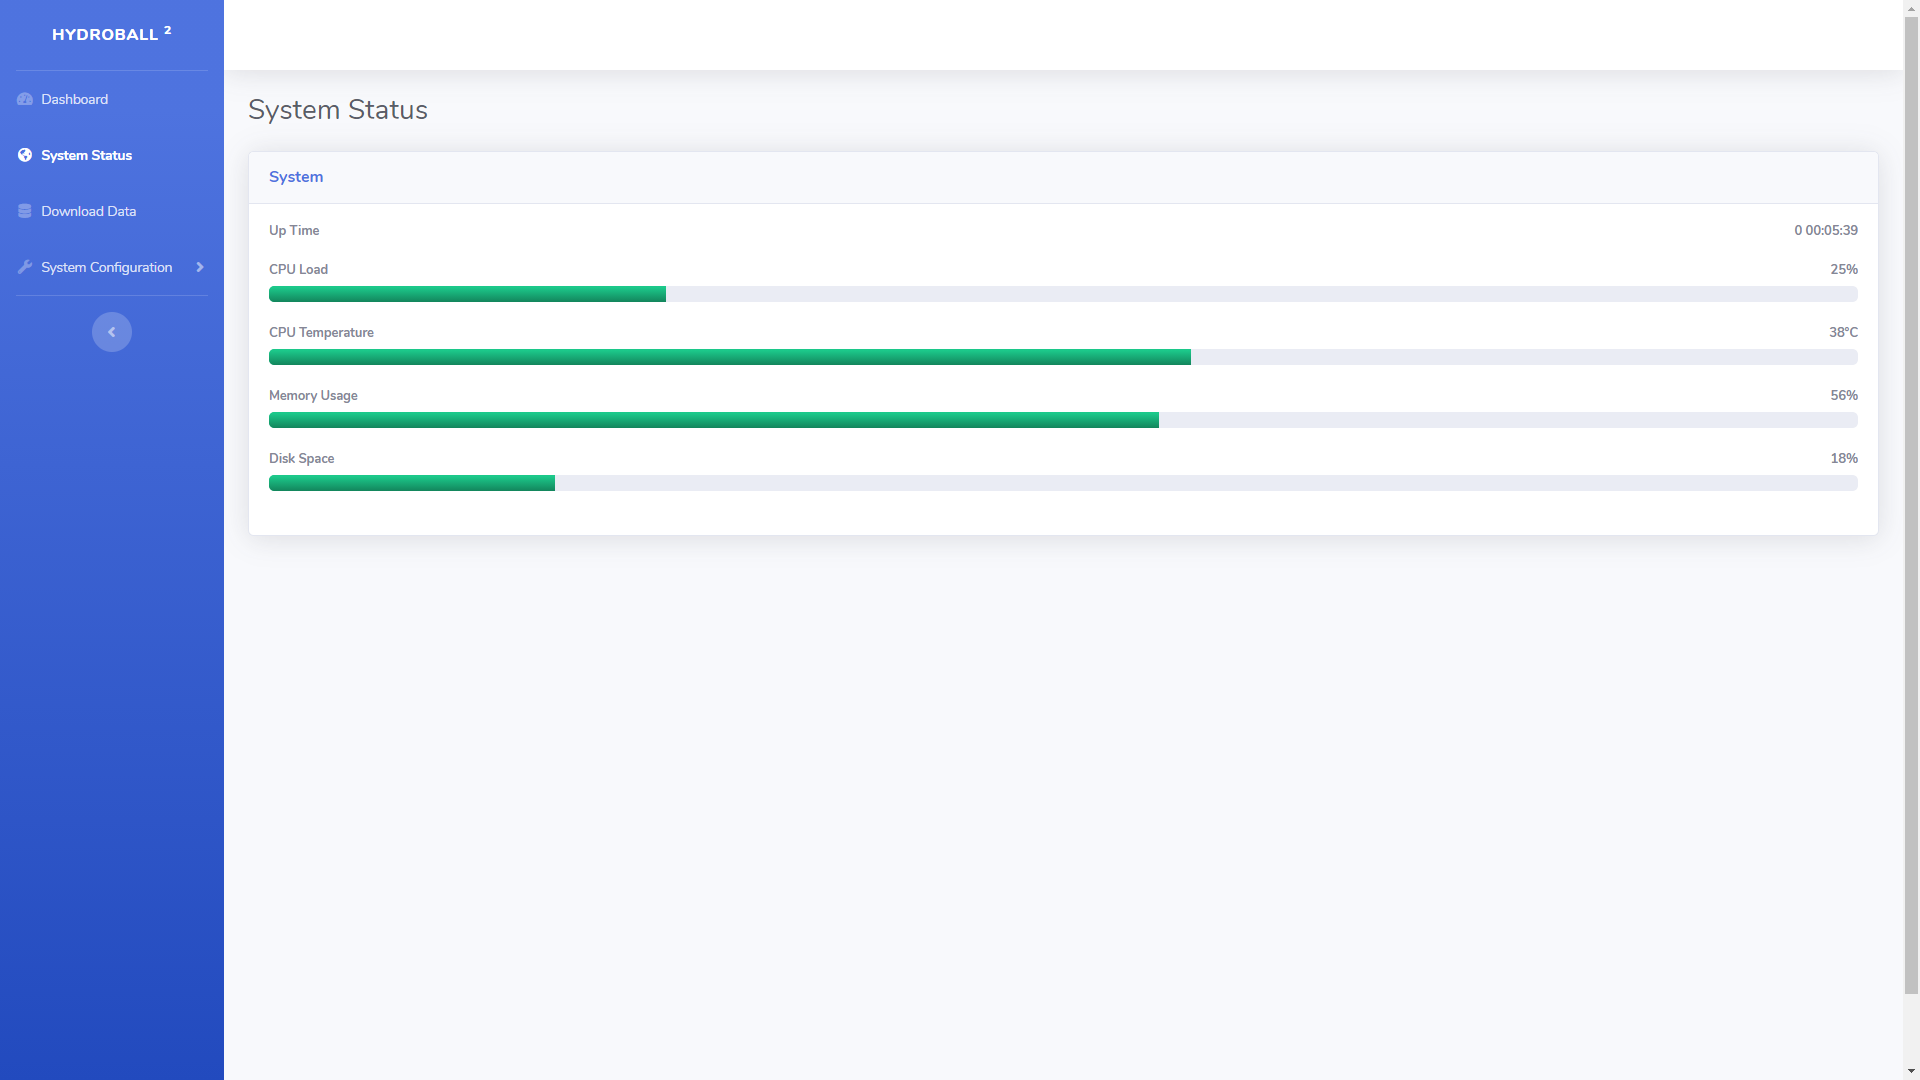 HYDROBALL ²
Dashboard
System Status
Download Data
System Configuration
System Status
System
Up Time 0 00:05:39
CPU Load 25%
CPU Temperature 38°C
Memory Usage 56%
Disk Space 18%